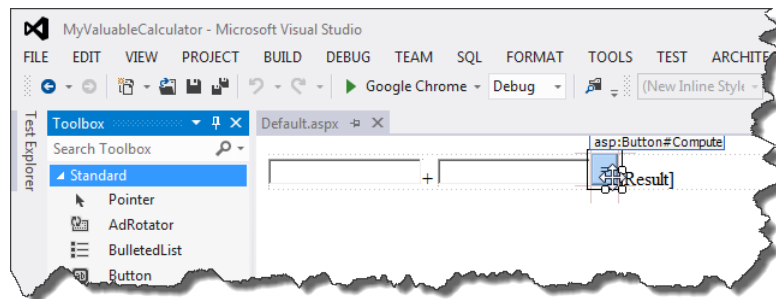 MyValuableCalculator - Microsoft Visual Studio
FILE EDIT VIEW PROJECT BUILD DEBUG TEAM SQL FORMAT TOOLS TEST ARCHITE
Google Chrome Debug (New Inline Style
Test Explorer
Toolbox Default.aspx
Search Toolbox
asp:Button#Compute
Standard
+ Result]
Pointer
AdRotator
BulletedList
Button